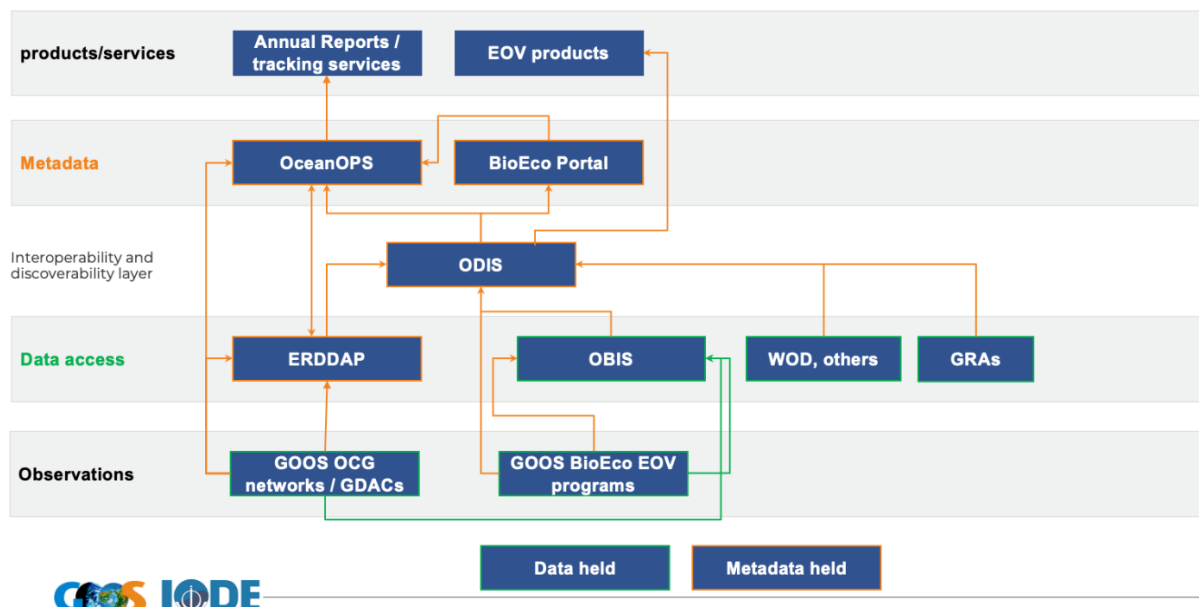 products/services
Annual Reports /
tracking services
EOV products
Metadata
OceanOPS
BioEco Portal
Interoperability and
discoverability layer
ODIS
Data access
ERDDAP
OBIS
WOD, others
GRAs
Observations
GOOS OCG
networks / GDACs
GOOS BioEco EOV
programs
Data held
Metadata held
GOOS IODE